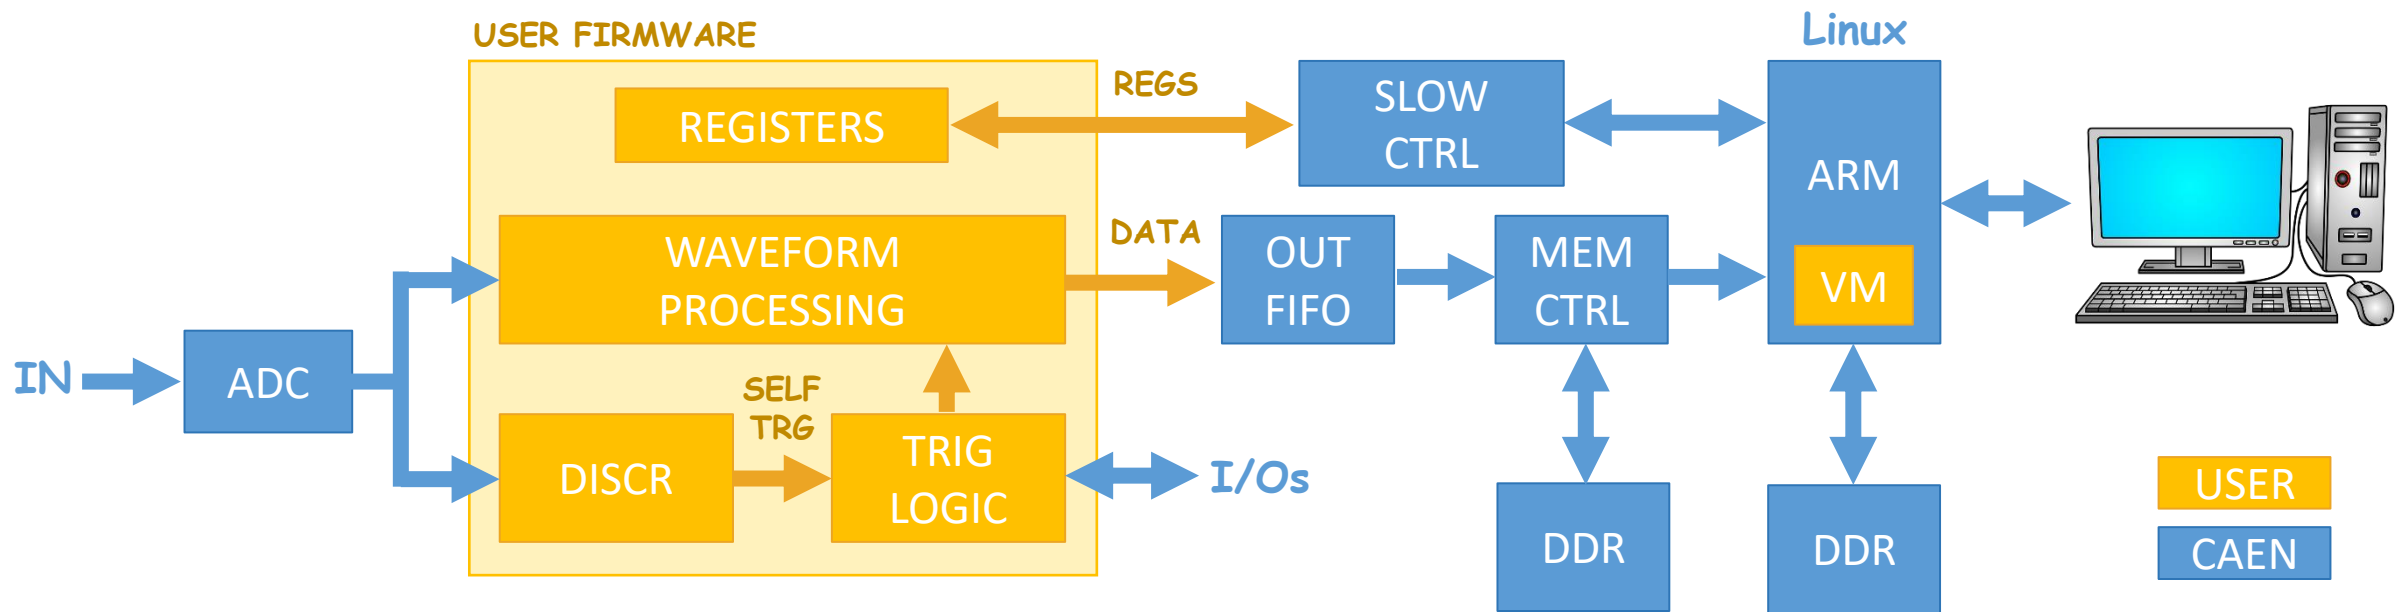 USER FIRMWARE
Linux
REGISTERS
REGS
SLOW
CTRL
ARM
WAVEFORM
PROCESSING
DATA
OUT
FIFO
MEM
CTRL
VM
IN
ADC
SELF
TRG
DISCR
TRIG
LOGIC
I/Os
DDR
DDR
USER
CAEN